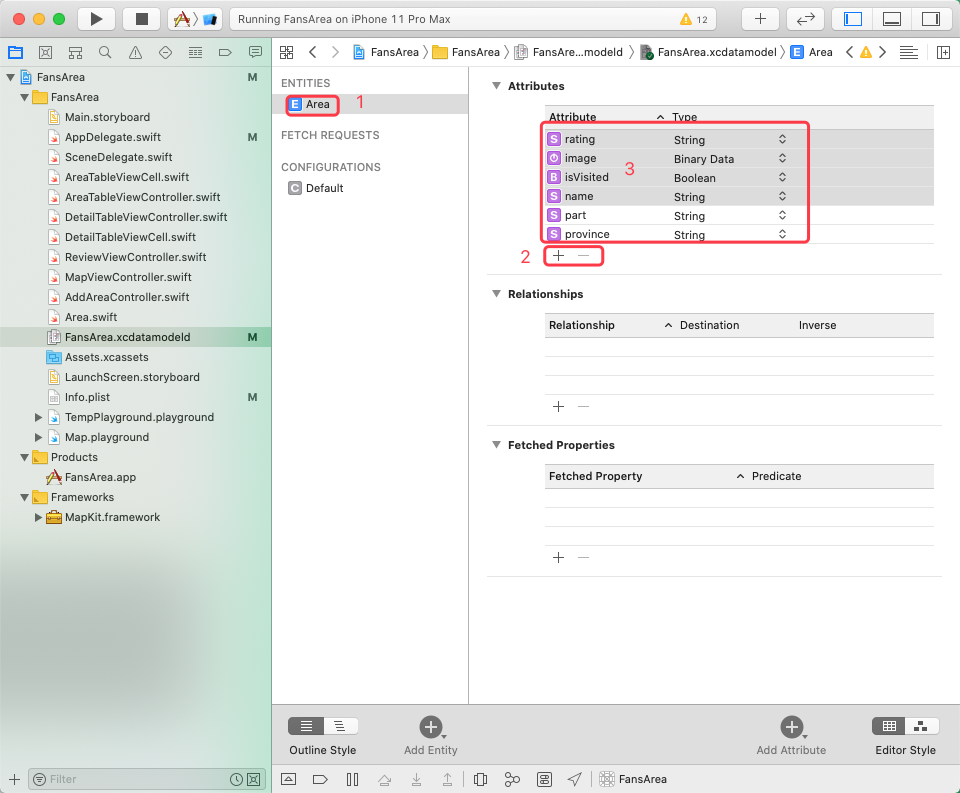 Running FansArea on iPhone 11 Pro Max
12
FansArea
FansArea
FansAre...modeld
FansArea.xcdatamodel
E Area
FansArea M
FansArea
Main.storyboard
AppDelegate.swift M
SceneDelegate.swift
AreaTableViewCell.swift
AreaTableViewController.swift
DetailTableViewController.swift
DetailTableViewCell.swift
ReviewViewController.swift
MapViewController.swift
AddAreaController.swift
Area.swift
FansArea.xcdatamodeld M
Assets.xcassets
LaunchScreen.storyboard
Info.plist M
TempPlayground.playground
Map.playground
Products
FansArea.app
Frameworks
MapKit.framework
Filter
ENTITIES
E Area 1
FETCH REQUESTS
CONFIGURATIONS
C Default
Attributes
Attribute Type
S rating String
image Binary Data
B isVisited Boolean
3
S name String
S part String
S province String
2
Relationships
Relationship Destination Inverse
Fetched Properties
Fetched Property Predicate
Outline Style
Add Entity
Add Attribute
Editor Style
FansArea